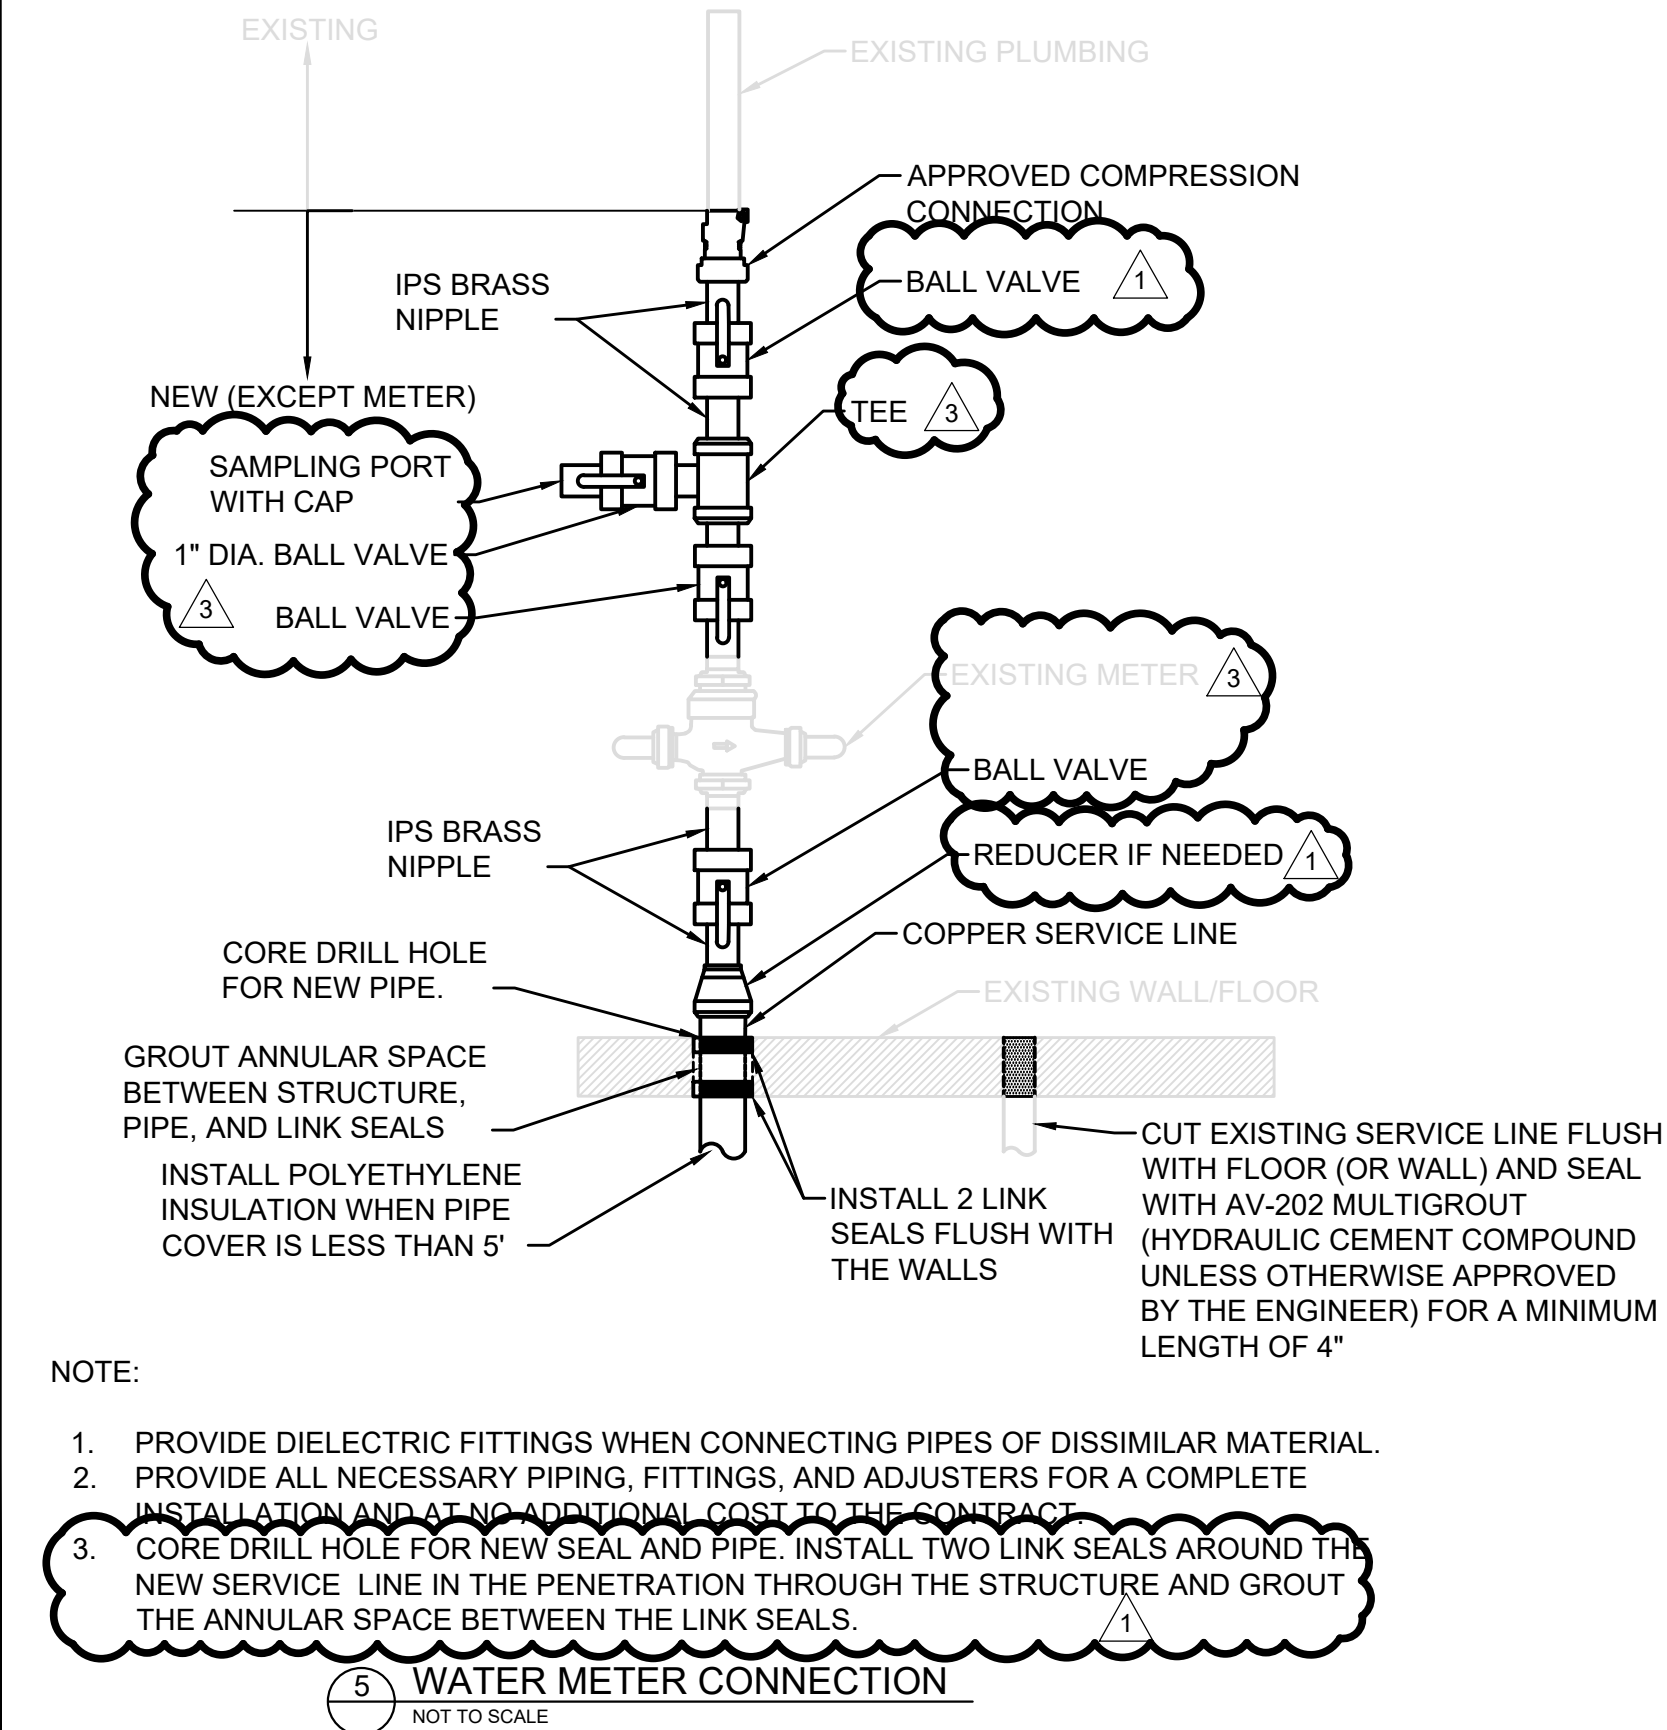 EXISTING
EXISTING PLUMBING
APPROVED COMPRESSION
CONNECTION
BALL VALVE 1
IPS BRASS
NIPPLE
NEW (EXCEPT METER)
TEE 3
SAMPLING PORT
WITH CAP
1" DIA. BALL VALVE
3 BALL VALVE
EXISTING METER 3
BALL VALVE
IPS BRASS
NIPPLE
REDUCER IF NEEDED 1
COPPER SERVICE LINE
CORE DRILL HOLE
FOR NEW PIPE.
EXISTING WALL/FLOOR
GROUT ANNULAR SPACE
BETWEEN STRUCTURE,
PIPE, AND LINK SEALS
INSTALL POLYETHYLENE
INSULATION WHEN PIPE
COVER IS LESS THAN 5'
INSTALL 2 LINK
SEALS FLUSH WITH
THE WALLS
CUT EXISTING SERVICE LINE FLUSH
WITH FLOOR (OR WALL) AND SEAL
WITH AV-202 MULTIGROUT
(HYDRAULIC CEMENT COMPOUND
UNLESS OTHERWISE APPROVED
BY THE ENGINEER) FOR A MINIMUM
LENGTH OF 4"
NOTE:
1. PROVIDE DIELECTRIC FITTINGS WHEN CONNECTING PIPES OF DISSIMILAR MATERIAL.
2. PROVIDE ALL NECESSARY PIPING, FITTINGS, AND ADJUSTERS FOR A COMPLETE
INSTALLATION AND AT NO ADDITIONAL COST TO THE CONTRACT.
3. CORE DRILL HOLE FOR NEW SEAL AND PIPE. INSTALL TWO LINK SEALS AROUND THE
NEW SERVICE LINE IN THE PENETRATION THROUGH THE STRUCTURE AND GROUT
THE ANNULAR SPACE BETWEEN THE LINK SEALS. 1
5 WATER METER CONNECTION
NOT TO SCALE